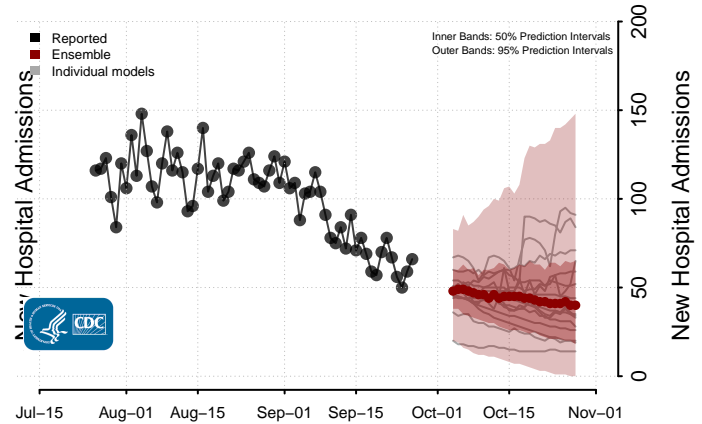 Reported
Ensemble
Individual models
Inner Bands: 50% Prediction Intervals
Outer Bands: 95% Prediction Intervals
New Hospital Admissions
200
150
100
50
0
New Hospital Admissions
CDC
Jul–15
Aug–01
Aug–15
Sep–01
Sep–15
Oct–01
Oct–15
Nov–01